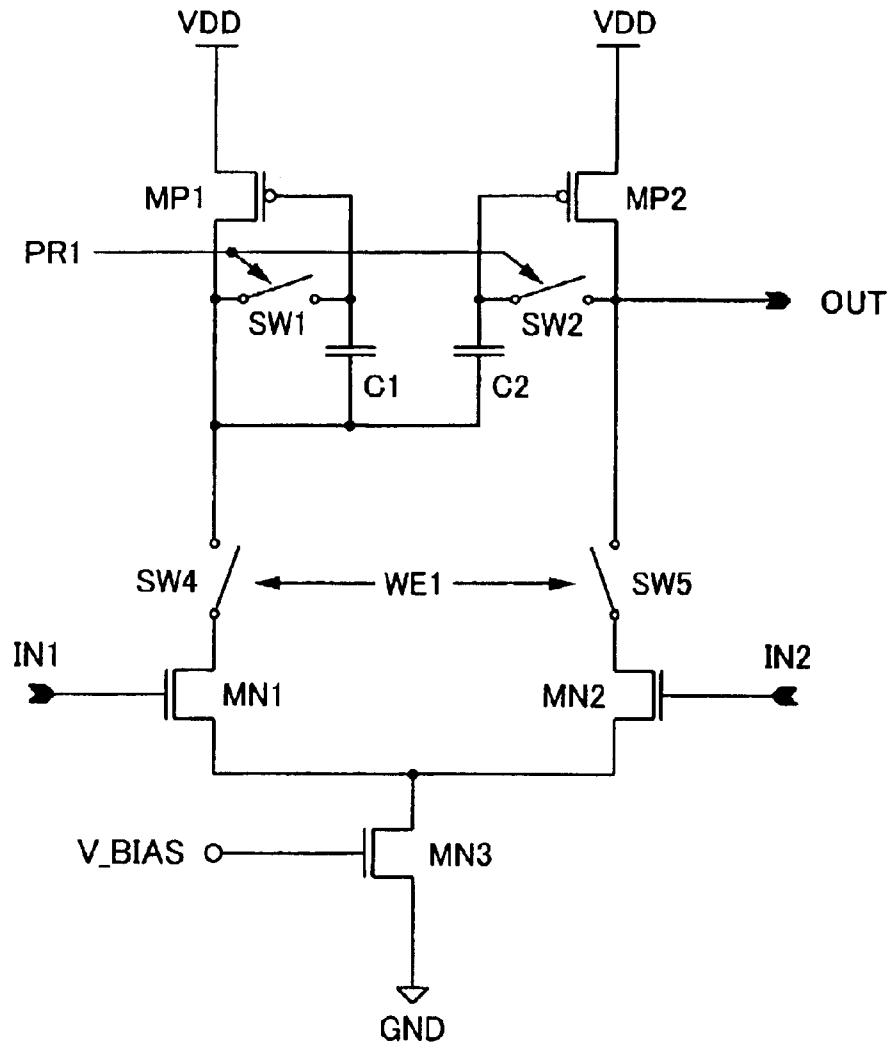 VDD
VDD
MP1
MP2
PR1
SW1
SW2
OUT
C1
C2
SW4
WE1
SW5
IN1
IN2
MN1
MN2
V_BIAS
MN3
GND